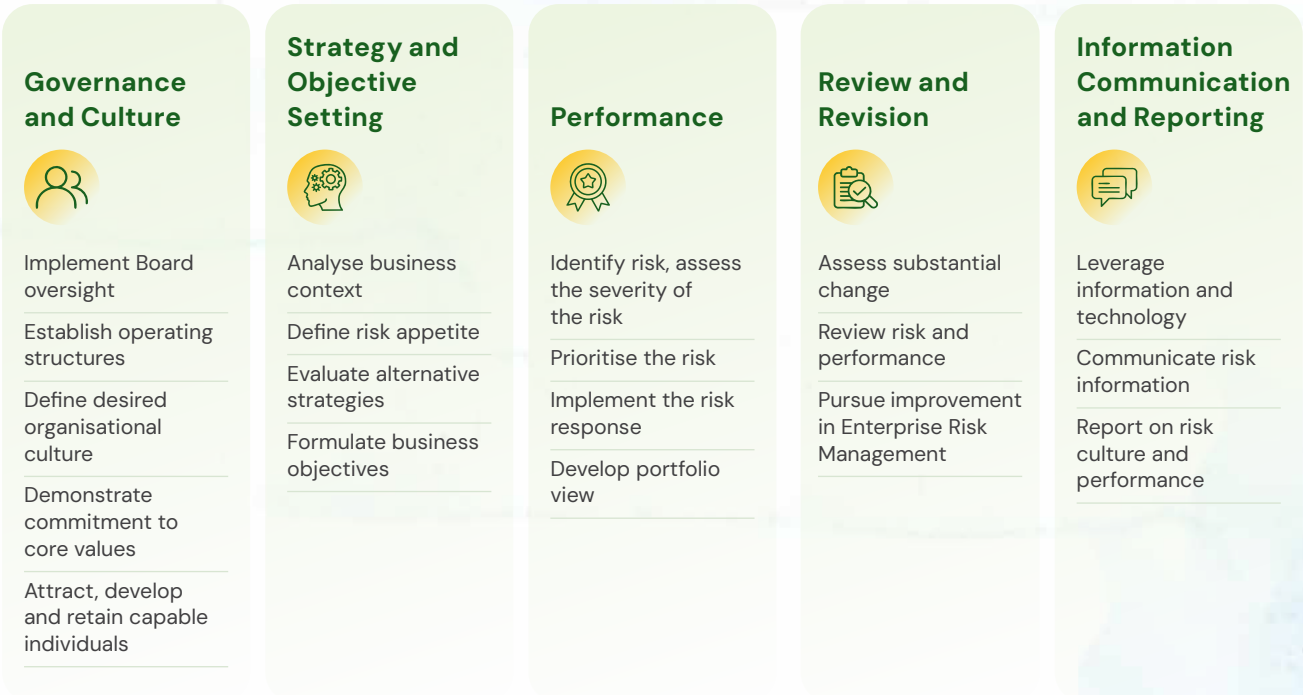 Governance
and Culture
Implement Board
oversight
Establish operating
structures
Define desired
organisational
culture
Demonstrate
commitment to
core values
Attract, develop
and retain capable
individuals
Strategy and
Objective
Setting
Analyse business
context
Define risk appetite
Evaluate alternative
strategies
Formulate business
objectives
Performance
Identify risk, assess
the severity of
the risk
Prioritise the risk
Implement the risk
response
Develop portfolio
view
Review and
Revision
Assess substantial
change
Review risk and
performance
Pursue improvement
in Enterprise Risk
Management
Information
Communication
and Reporting
Leverage
information and
technology
Communicate risk
information
Report on risk
culture and
performance